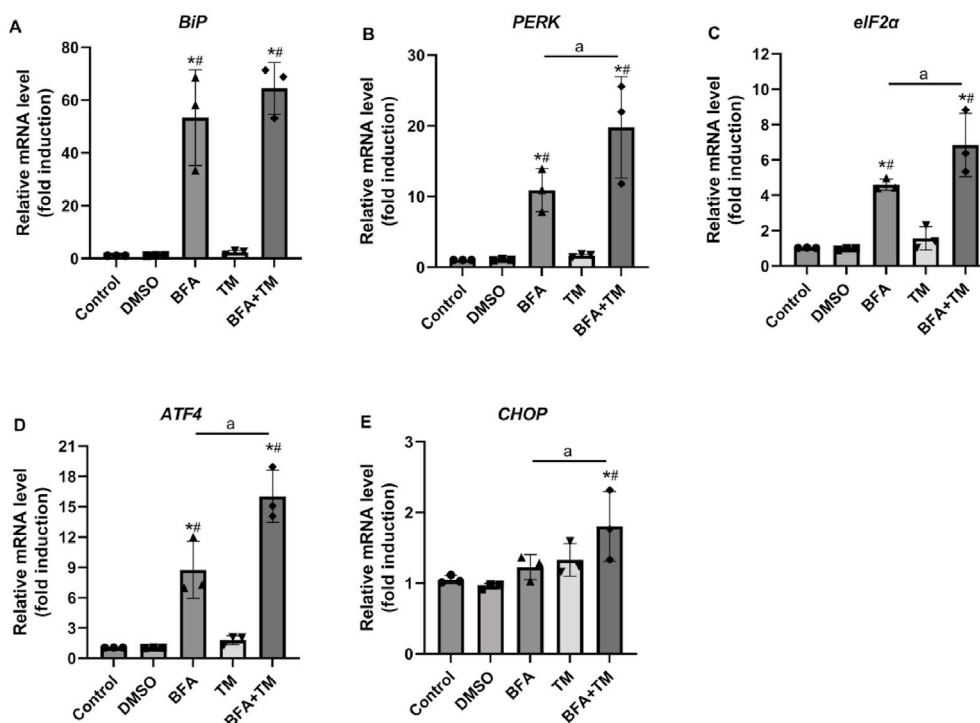 A
BiP
Relative mRNA level
(fold induction)
80
60
40
20
0
*#
*#
Control
DMSO
BFA
TM
BFA+TM
B
PERK
Relative mRNA level
(fold induction)
30
20
10
0
a
*#
*#
Control
DMSO
BFA
TM
BFA+TM
C
eIF2α
Relative mRNA level
(fold induction)
12
10
8
6
4
2
0
a
*#
*#
Control
DMSO
BFA
TM
BFA+TM
D
ATF4
Relative mRNA level
(fold induction)
21
18
15
12
9
6
3
0
a
*#
*#
Control
DMSO
BFA
TM
BFA+TM
E
CHOP
Relative mRNA level
(fold induction)
3
2
1
0
a
*#
Control
DMSO
BFA
TM
BFA+TM